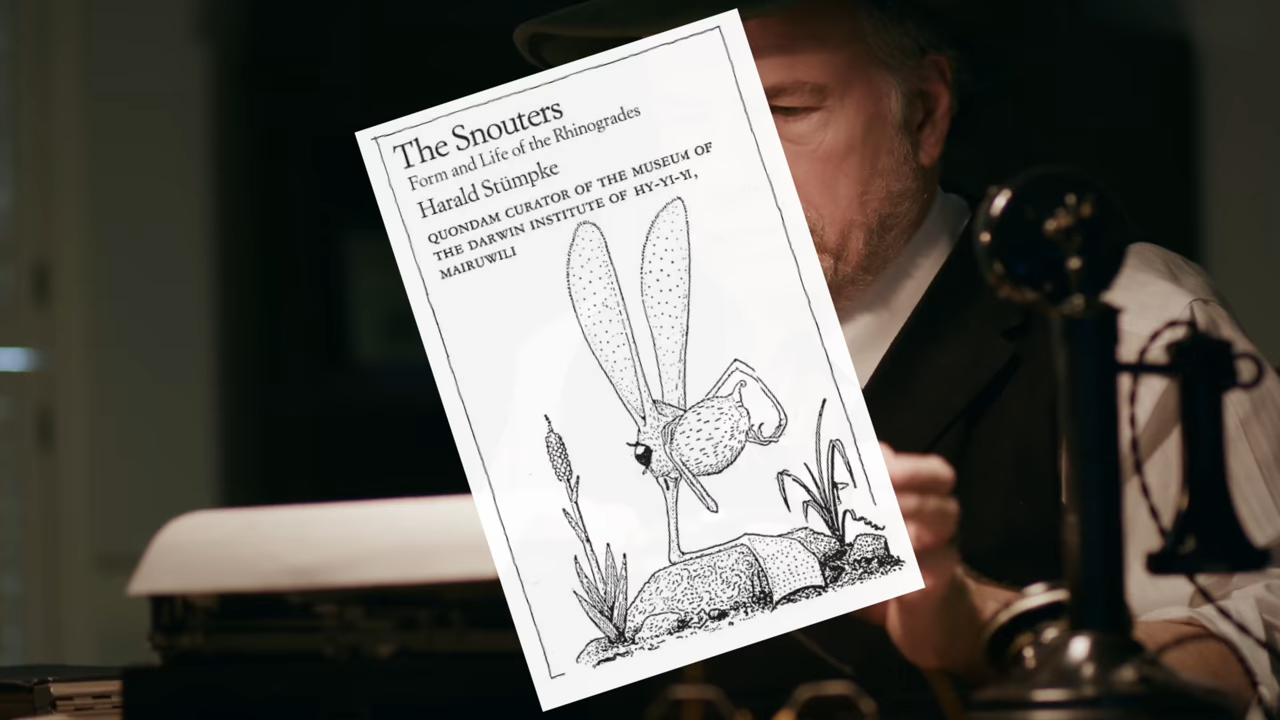 The Snouters
Form and Life of the Rhinogrades
Harald Stümpke
QUONDAM CURATOR OF THE MUSEUM OF
THE DARWIN INSTITUTE OF HY-YI-YI,
MAIRUWILI